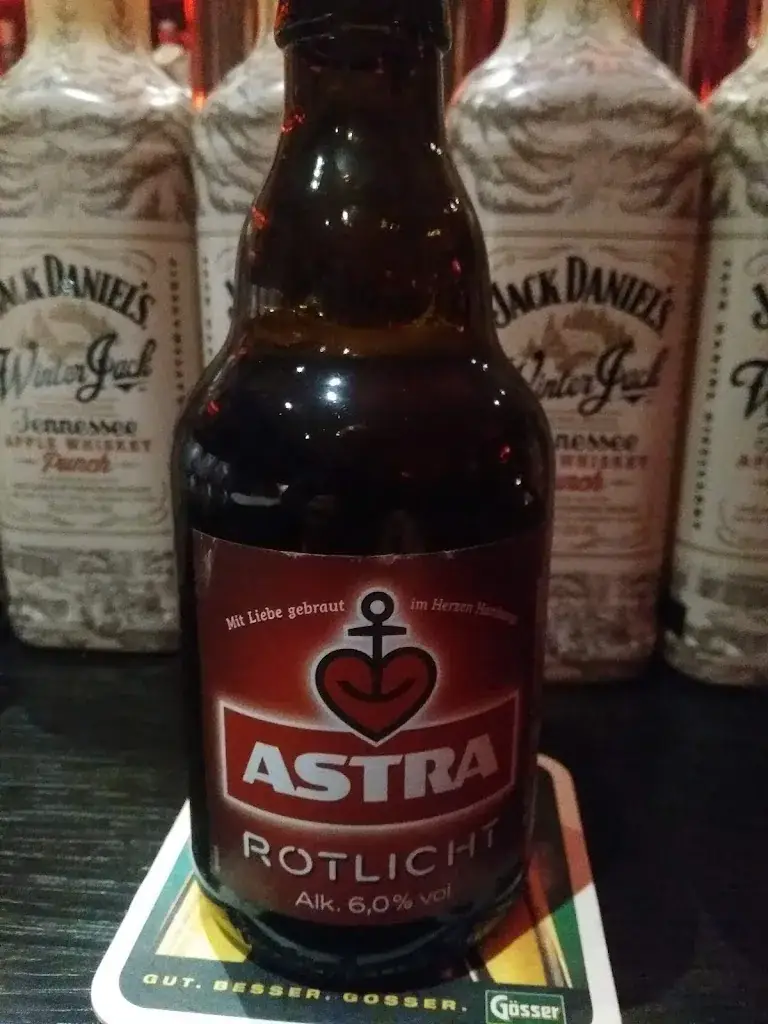 JACK DANIEL'S
Winter Jack
Tennessee
APPLE WHISKEY
Punch
JACK DANIEL'S
Winter Jack
WHISKEY
Mit Liebe gebraut im Herzen Hamburgs
ASTRA
ROTLICHT
Alk. 6,0% vol
GUT. BESSER. GÖSSER.
Gösser